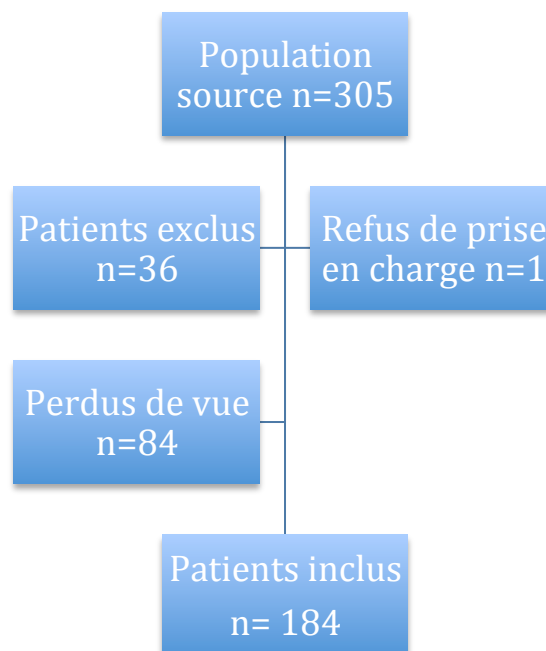 Population
source n=305
Patients exclus
n=36
Refus de prise
en charge n=1
Perdus de vue
n=84
Patients inclus
n= 184